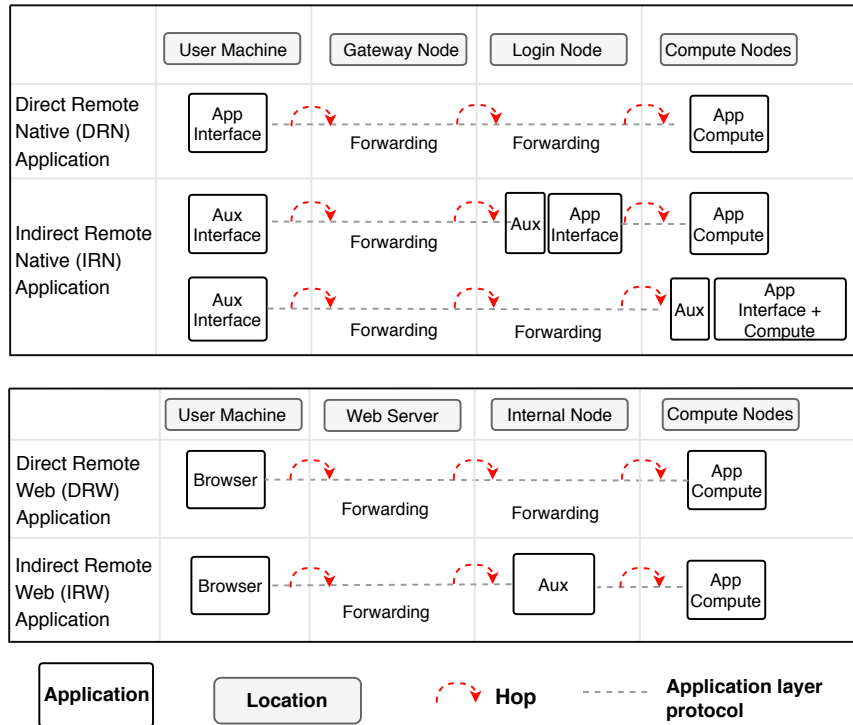 User Machine
Gateway Node
Login Node
Compute Nodes
Direct Remote
Native (DRN)
Application
App
Interface
Forwarding
Forwarding
App
Compute
Indirect Remote
Native (IRN)
Application
Aux
Interface
Forwarding
Aux
App
Interface
App
Compute
Aux
Interface
Forwarding
Forwarding
Aux
App
Interface +
Compute
User Machine
Web Server
Internal Node
Compute Nodes
Direct Remote
Web (DRW)
Application
Browser
Forwarding
Forwarding
App
Compute
Indirect Remote
Web (IRW)
Application
Browser
Forwarding
Aux
App
Compute
Application
Location
Hop
Application layer
protocol